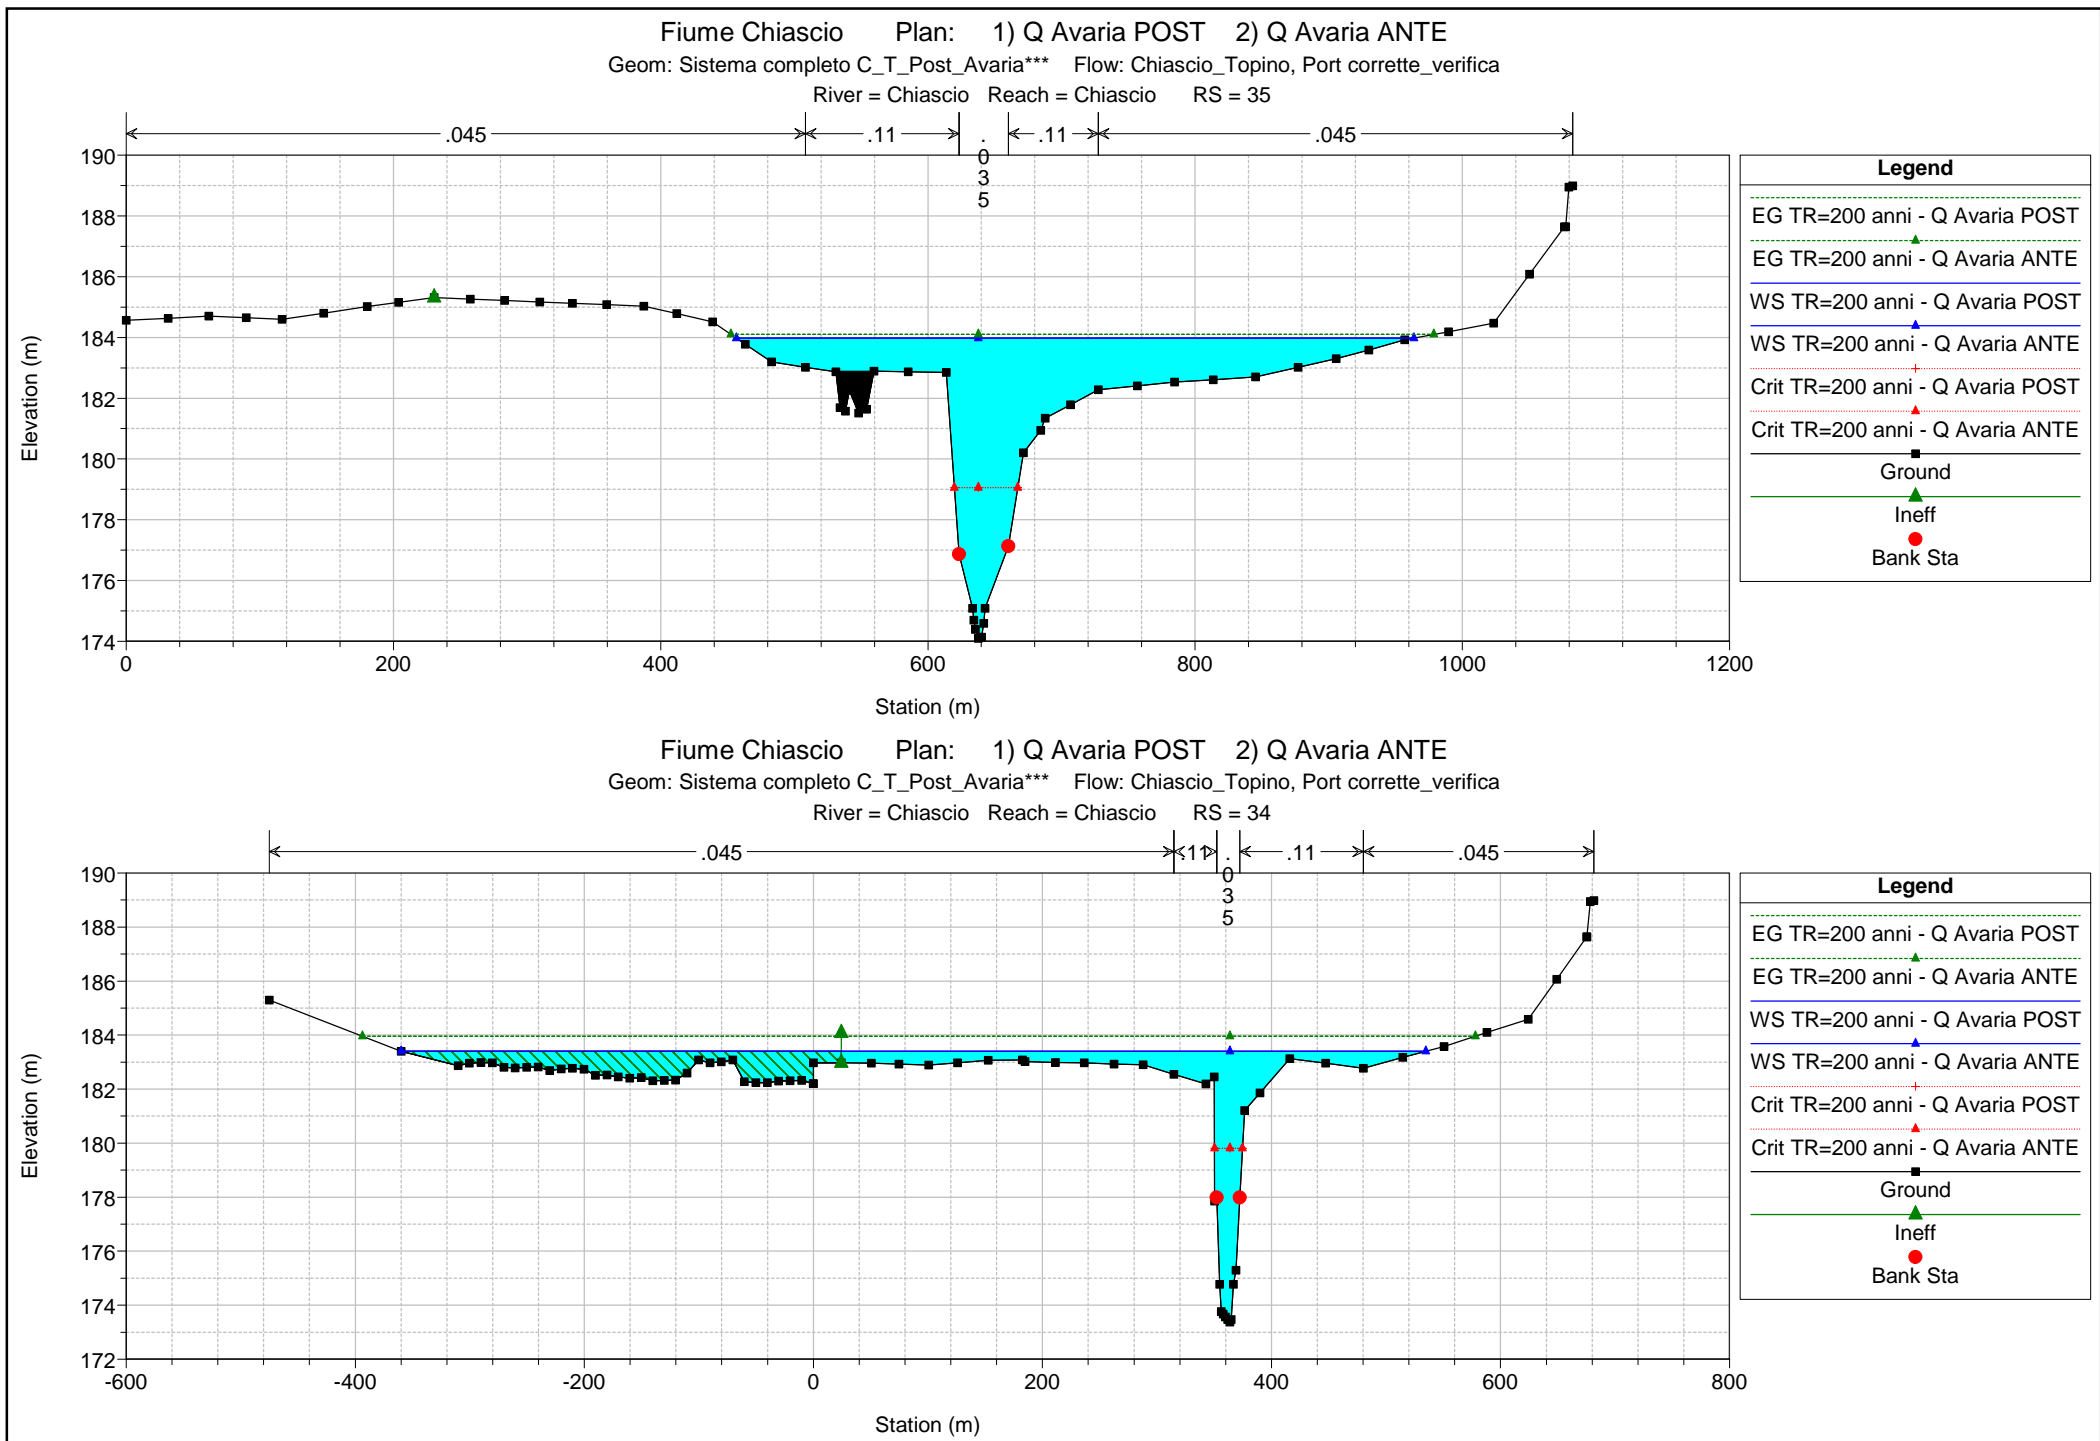 Fiume Chiascio Plan: 1) Q Avaria POST 2) Q Avaria ANTE
Geom: Sistema completo C_T_Post_Avaria*** Flow: Chiascio_Topino, Port corrette_verifica
River = Chiascio Reach = Chiascio RS = 35
.045 .11 .035 .11 .045
190
188
186
184
182
180
178
176
174
Elevation (m)
0 200 400 600 800 1000 1200
Station (m)
Legend
EG TR=200 anni - Q Avaria POST
EG TR=200 anni - Q Avaria ANTE
WS TR=200 anni - Q Avaria POST
WS TR=200 anni - Q Avaria ANTE
Crit TR=200 anni - Q Avaria POST
Crit TR=200 anni - Q Avaria ANTE
Ground
Ineff
Bank Sta
Fiume Chiascio Plan: 1) Q Avaria POST 2) Q Avaria ANTE
Geom: Sistema completo C_T_Post_Avaria*** Flow: Chiascio_Topino, Port corrette_verifica
River = Chiascio Reach = Chiascio RS = 34
.045 .11 .035 .11 .045
190
188
186
184
182
180
178
176
174
172
Elevation (m)
-600 -400 -200 0 200 400 600 800
Station (m)
Legend
EG TR=200 anni - Q Avaria POST
EG TR=200 anni - Q Avaria ANTE
WS TR=200 anni - Q Avaria POST
WS TR=200 anni - Q Avaria ANTE
Crit TR=200 anni - Q Avaria POST
Crit TR=200 anni - Q Avaria ANTE
Ground
Ineff
Bank Sta